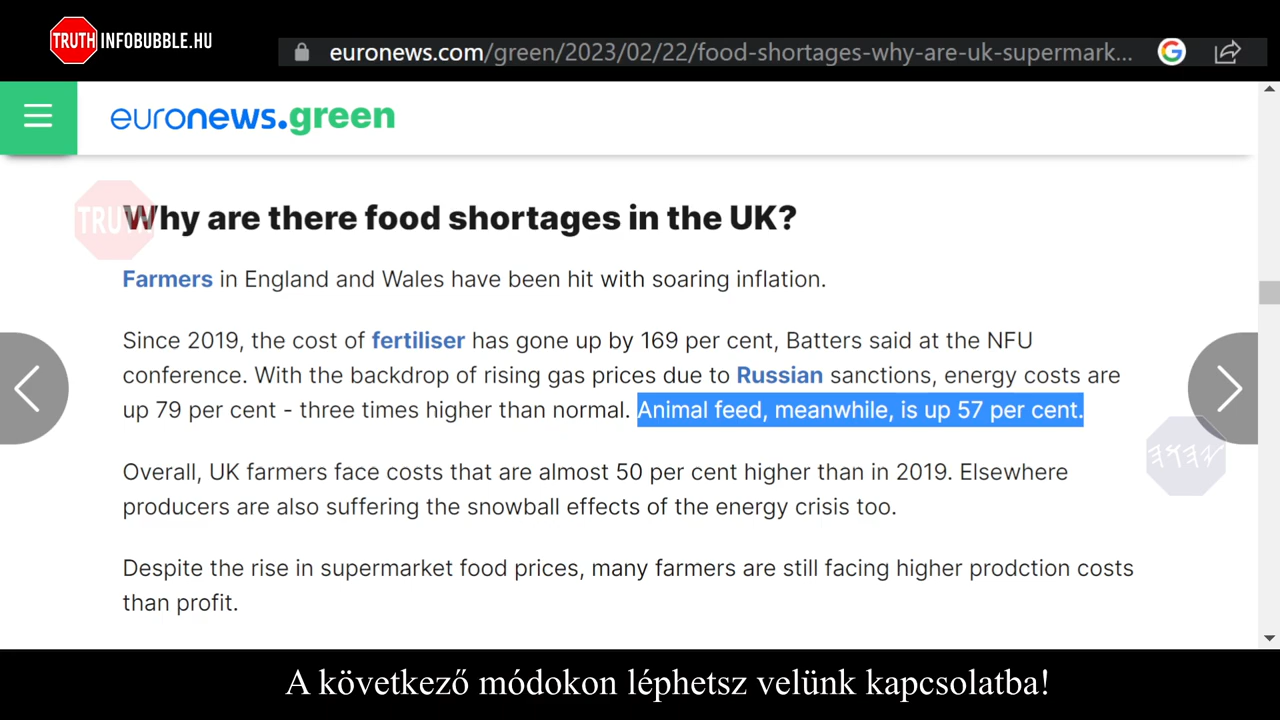 TRUTH INFOBUBBLE.HU
euronews.com/green/2023/02/22/food-shortages-why-are-uk-supermark...
euronews.green
TRUTH
Why are there food shortages in the UK?
Farmers in England and Wales have been hit with soaring inflation.
Since 2019, the cost of fertiliser has gone up by 169 per cent, Batters said at the NFU
conference. With the backdrop of rising gas prices due to Russian sanctions, energy costs are
up 79 per cent - three times higher than normal. Animal feed, meanwhile, is up 57 per cent.
Overall, UK farmers face costs that are almost 50 per cent higher than in 2019. Elsewhere
producers are also suffering the snowball effects of the energy crisis too.
Despite the rise in supermarket food prices, many farmers are still facing higher prodction costs
than profit.
A következő módokon léphetsz velünk kapcsolatba!